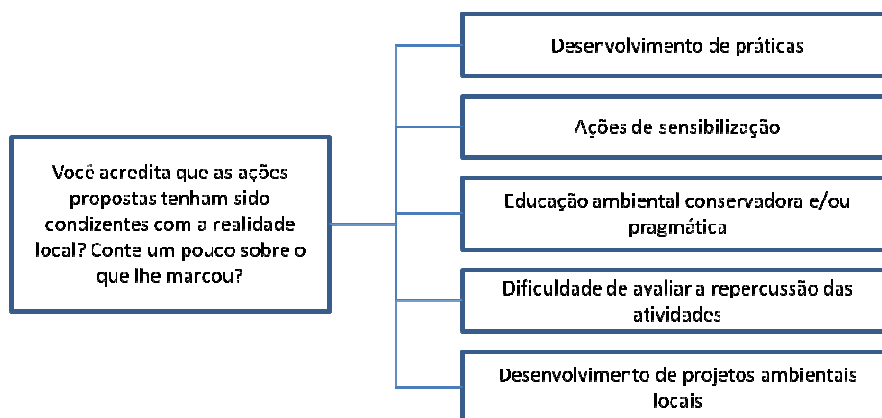 Você acredita que as ações
propostas tenham sido
condizentes com a realidade
local? Conte um pouco sobre o
que lhe marcou?
Desenvolvimento de práticas
Ações de sensibilização
Educação ambiental conservadora e/ou
pragmática
Dificuldade de avaliar a repercussão das
atividades
Desenvolvimento de projetos ambientais
locais